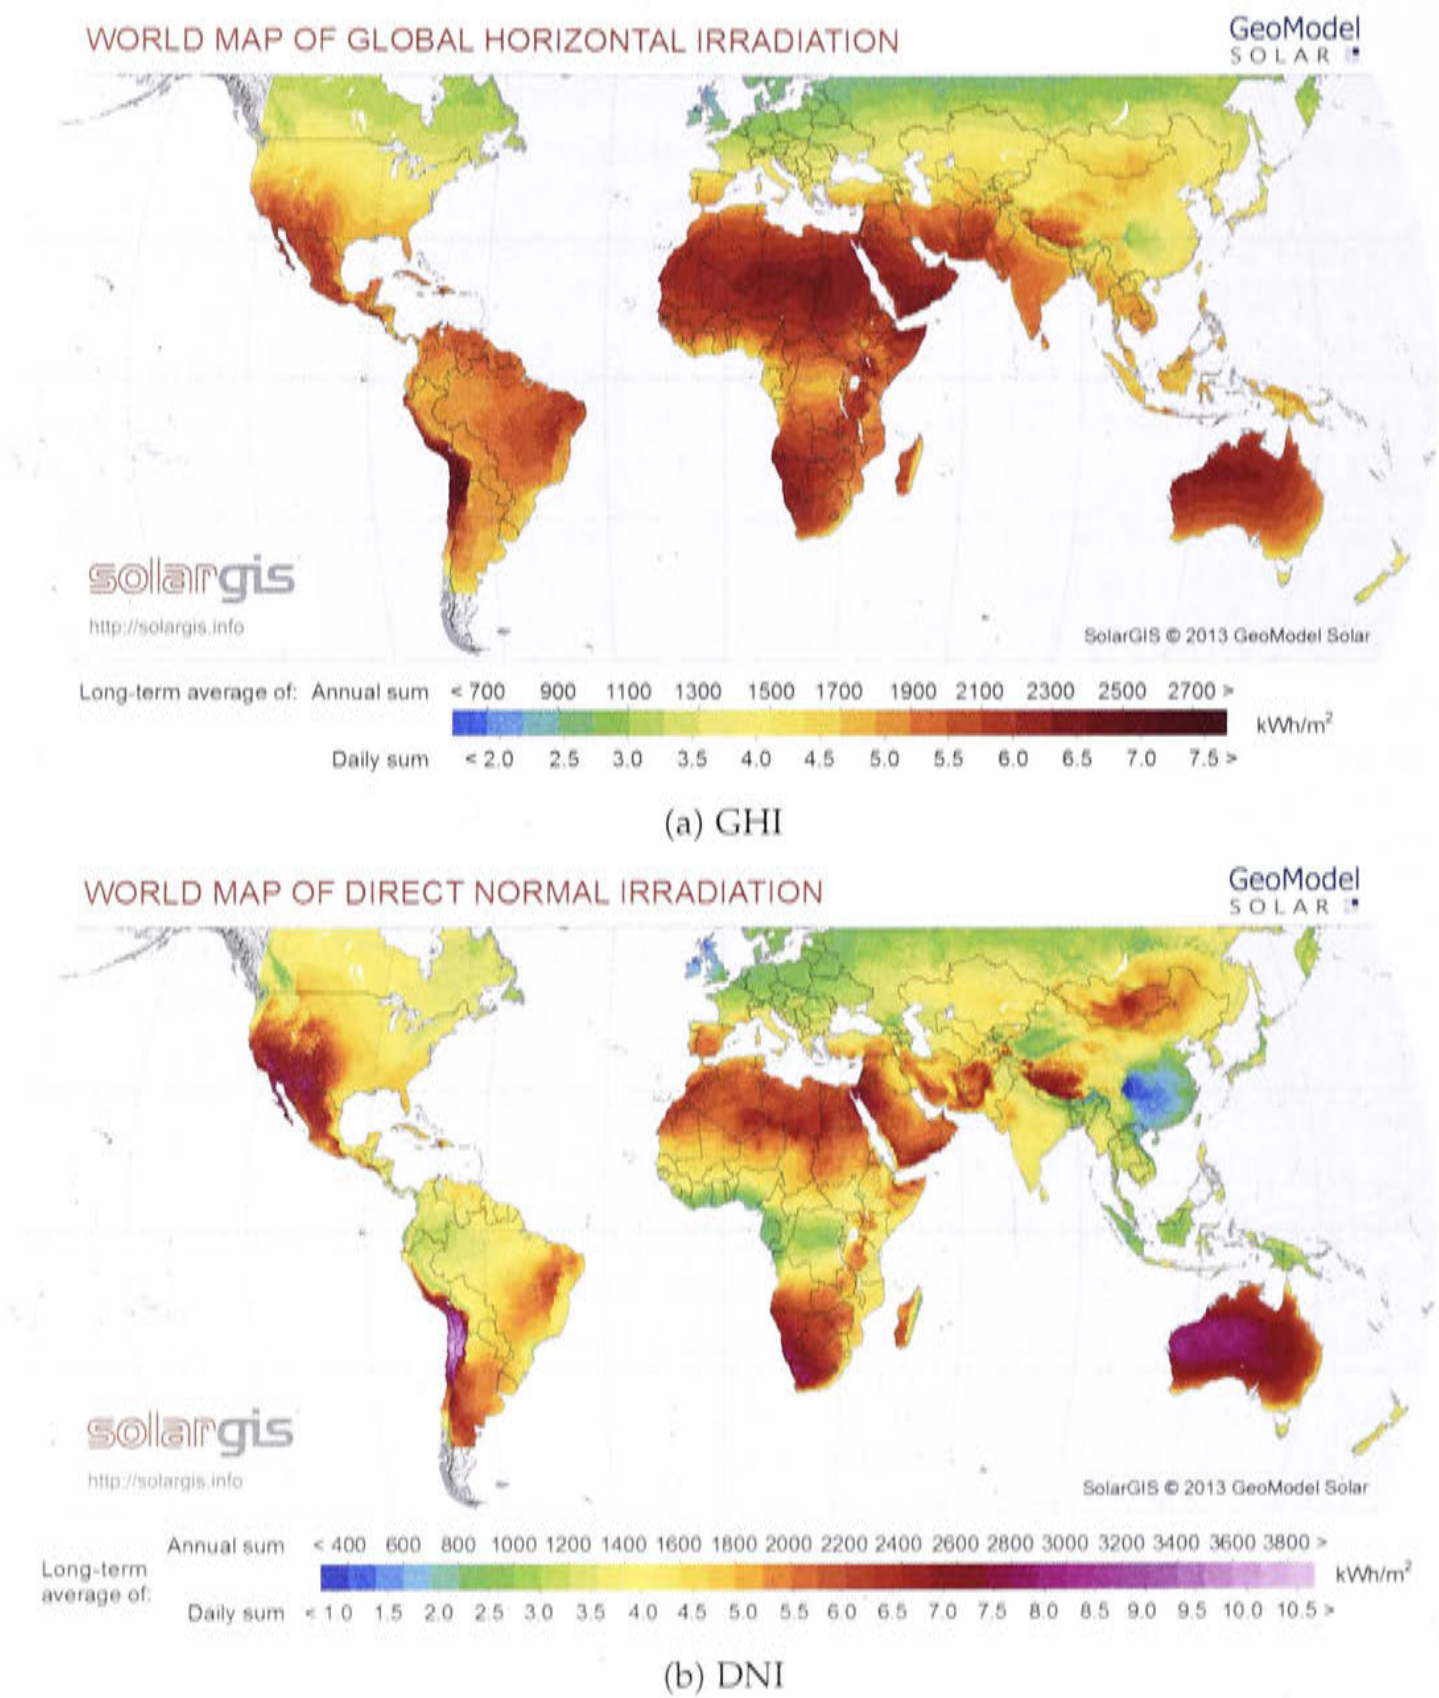 WORLD MAP OF GLOBAL HORIZONTAL IRRADIATION
GeoModel
SOLAR
solargis
http://solargis.info
SolarGIS © 2013 GeoModel Solar
Long-term average of: Annual sum < 700 900 1100 1300 1500 1700 1900 2100 2300 2500 2700 >
kWh/m²
Daily sum < 2.0 2.5 3.0 3.5 4.0 4.5 5.0 5.5 6.0 6.5 7.0 7.5 >
(a) GHI
WORLD MAP OF DIRECT NORMAL IRRADIATION
GeoModel
SOLAR
solargis
http://solargis.info
SolarGIS © 2013 GeoModel Solar
Annual sum < 400 600 800 1000 1200 1400 1600 1800 2000 2200 2400 2600 2800 3000 3200 3400 3600 3800 >
Long-term
average of:
kWh/m²
Daily sum < 1.0 1.5 2.0 2.5 3.0 3.5 4.0 4.5 5.0 5.5 6.0 6.5 7.0 7.5 8.0 8.5 9.0 9.5 10.0 10.5 >
(b) DNI